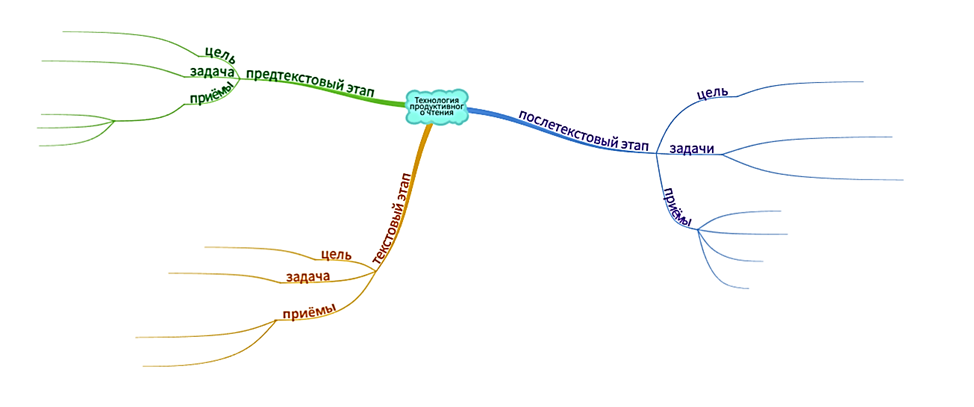 Технология
продуктивног
о чтения
предтекстовый этап
цель
задача
приёмы
послетекстовый этап
цель
задачи
приёмы
текстовый этап
цель
задача
приёмы